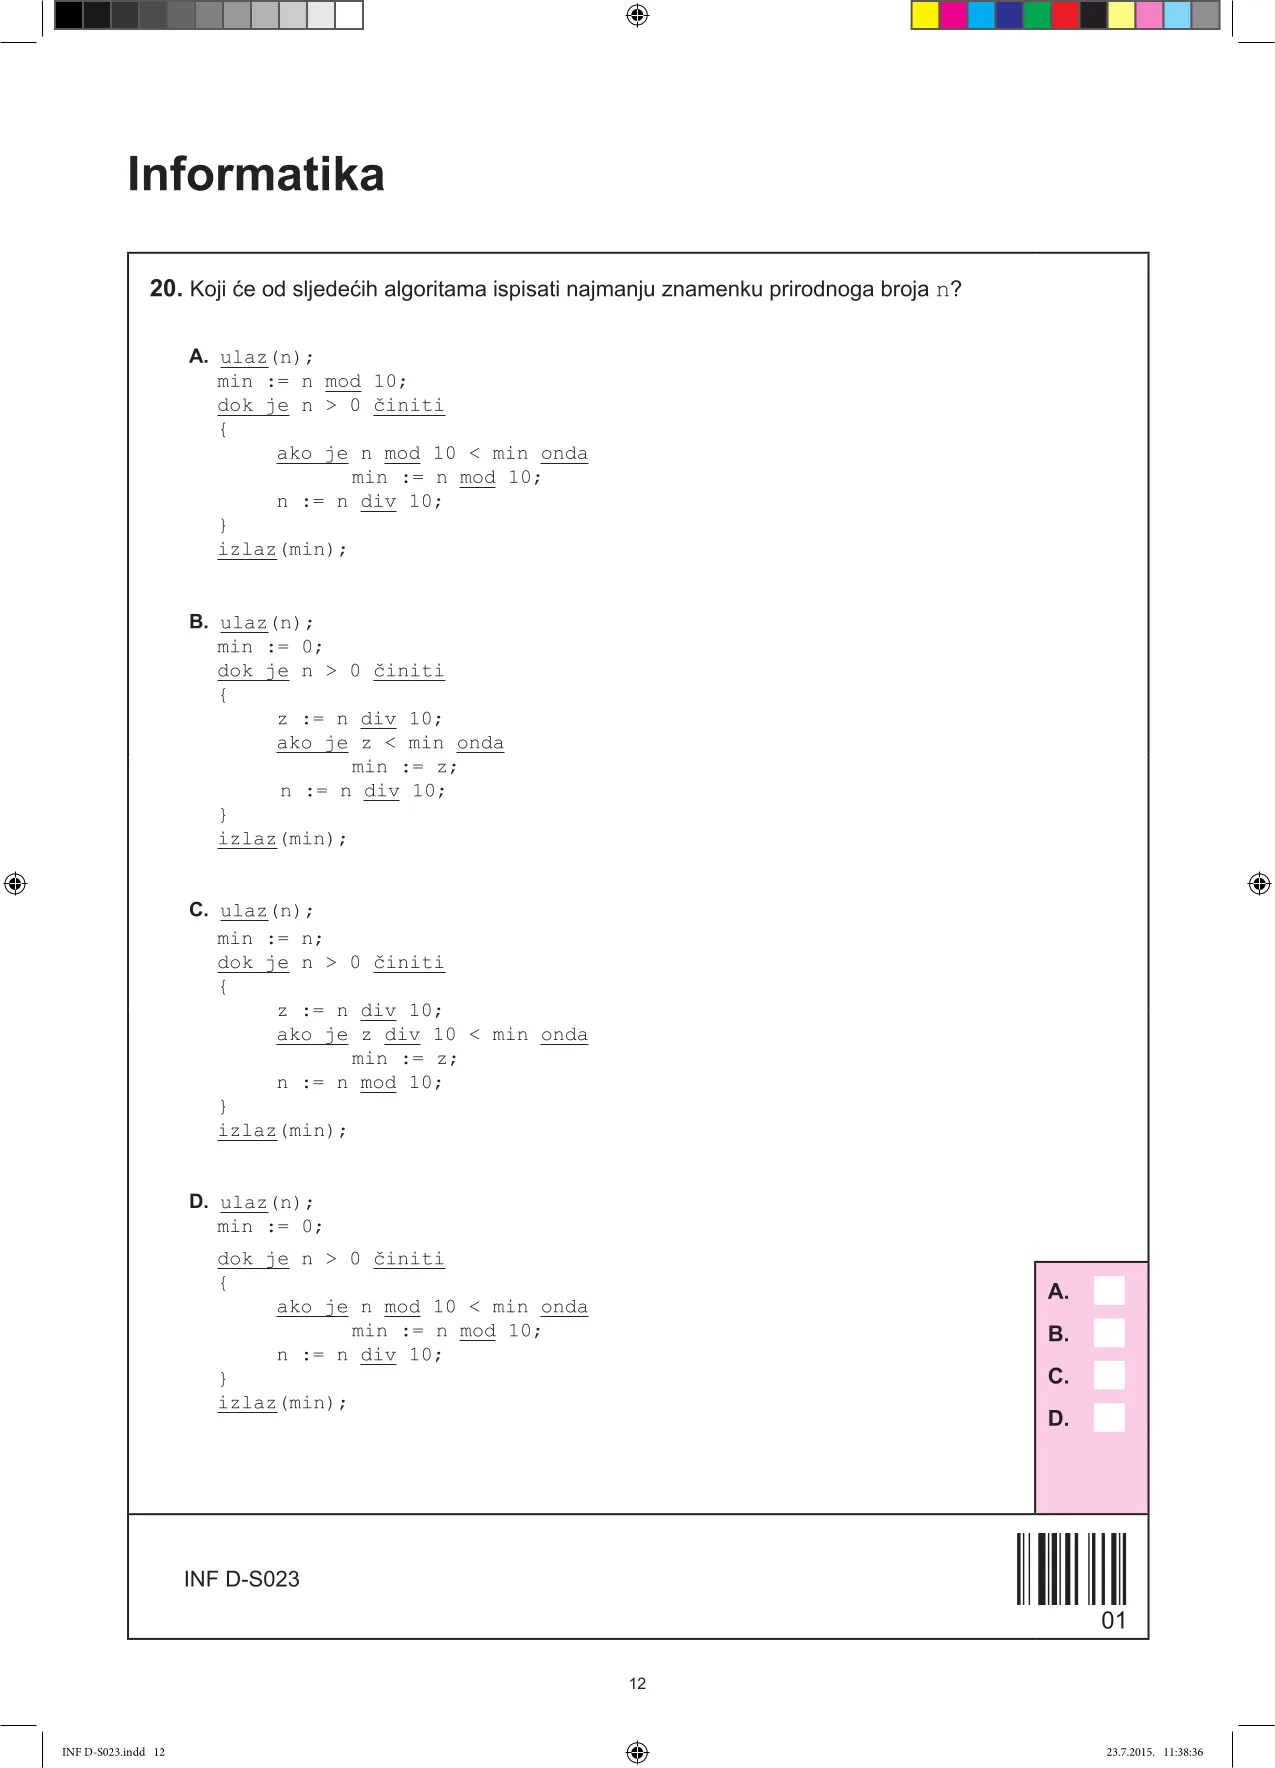 Informatika
20. Koji će od sljedećih algoritama ispisati najmanju znamenku prirodnoga broja n?
A. ulaz(n);
min := n mod 10;
dok je n > 0 činiti
{
ako je n mod 10 < min onda
min := n mod 10;
n := n div 10;
}
izlaz(min);
B. ulaz(n);
min := 0;
dok je n > 0 činiti
{
z := n div 10;
ako je z < min onda
min := z;
n := n div 10;
}
izlaz(min);
C. ulaz(n);
min := n;
dok je n > 0 činiti
{
z := n div 10;
ako je z div 10 < min onda
min := z;
n := n mod 10;
}
izlaz(min);
D. ulaz(n);
min := 0;
dok je n > 0 činiti
{
ako je n mod 10 < min onda
min := n mod 10;
n := n div 10;
}
izlaz(min);
A.
B.
C.
D.
INF D-S023
01
12
INF D-S023.indd 12
23.7.2015. 11:38:36